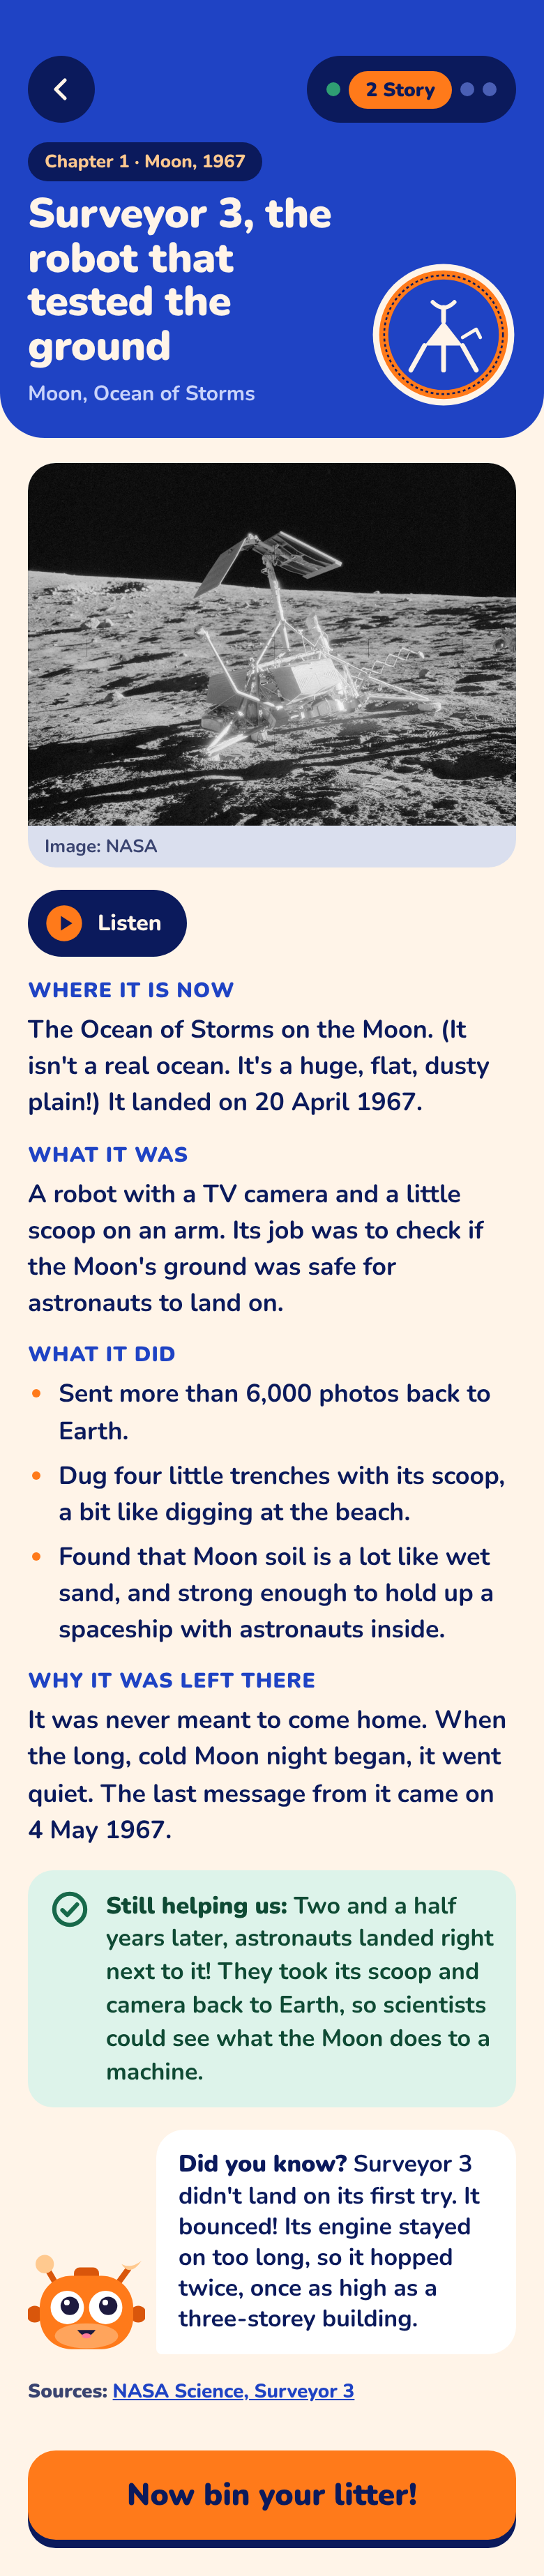 2 Story
Chapter 1 · Moon, 1967
Surveyor 3, the
robot that
tested the
ground
Moon, Ocean of Storms
Image: NASA
Listen
WHERE IT IS NOW
The Ocean of Storms on the Moon. (It
isn't a real ocean. It's a huge, flat, dusty
plain!) It landed on 20 April 1967.
WHAT IT WAS
A robot with a TV camera and a little
scoop on an arm. Its job was to check if
the Moon's ground was safe for
astronauts to land on.
WHAT IT DID
• Sent more than 6,000 photos back to
Earth.
• Dug four little trenches with its scoop,
a bit like digging at the beach.
• Found that Moon soil is a lot like wet
sand, and strong enough to hold up a
spaceship with astronauts inside.
WHY IT WAS LEFT THERE
It was never meant to come home. When
the long, cold Moon night began, it went
quiet. The last message from it came on
4 May 1967.
Still helping us: Two and a half
years later, astronauts landed right
next to it! They took its scoop and
camera back to Earth, so scientists
could see what the Moon does to a
machine.
Did you know? Surveyor 3
didn't land on its first try. It
bounced! Its engine stayed
on too long, so it hopped
twice, once as high as a
three-storey building.
Sources: NASA Science, Surveyor 3
Now bin your litter!